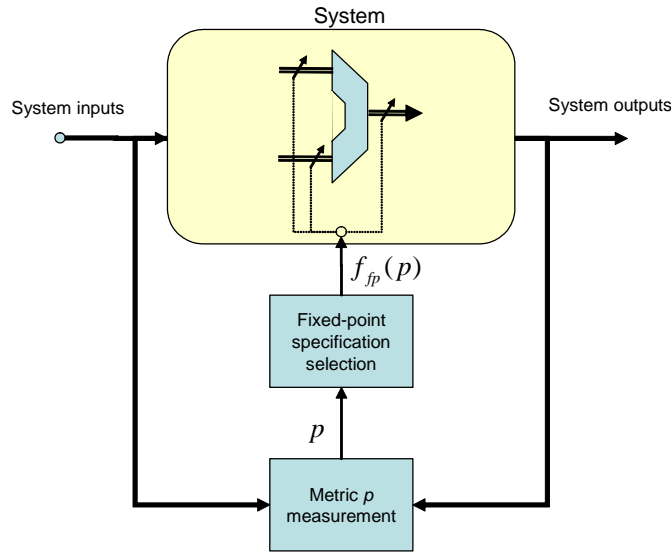 System
System inputs
System outputs
f_fp(p)
Fixed-point
specification
selection
p
Metric p
measurement